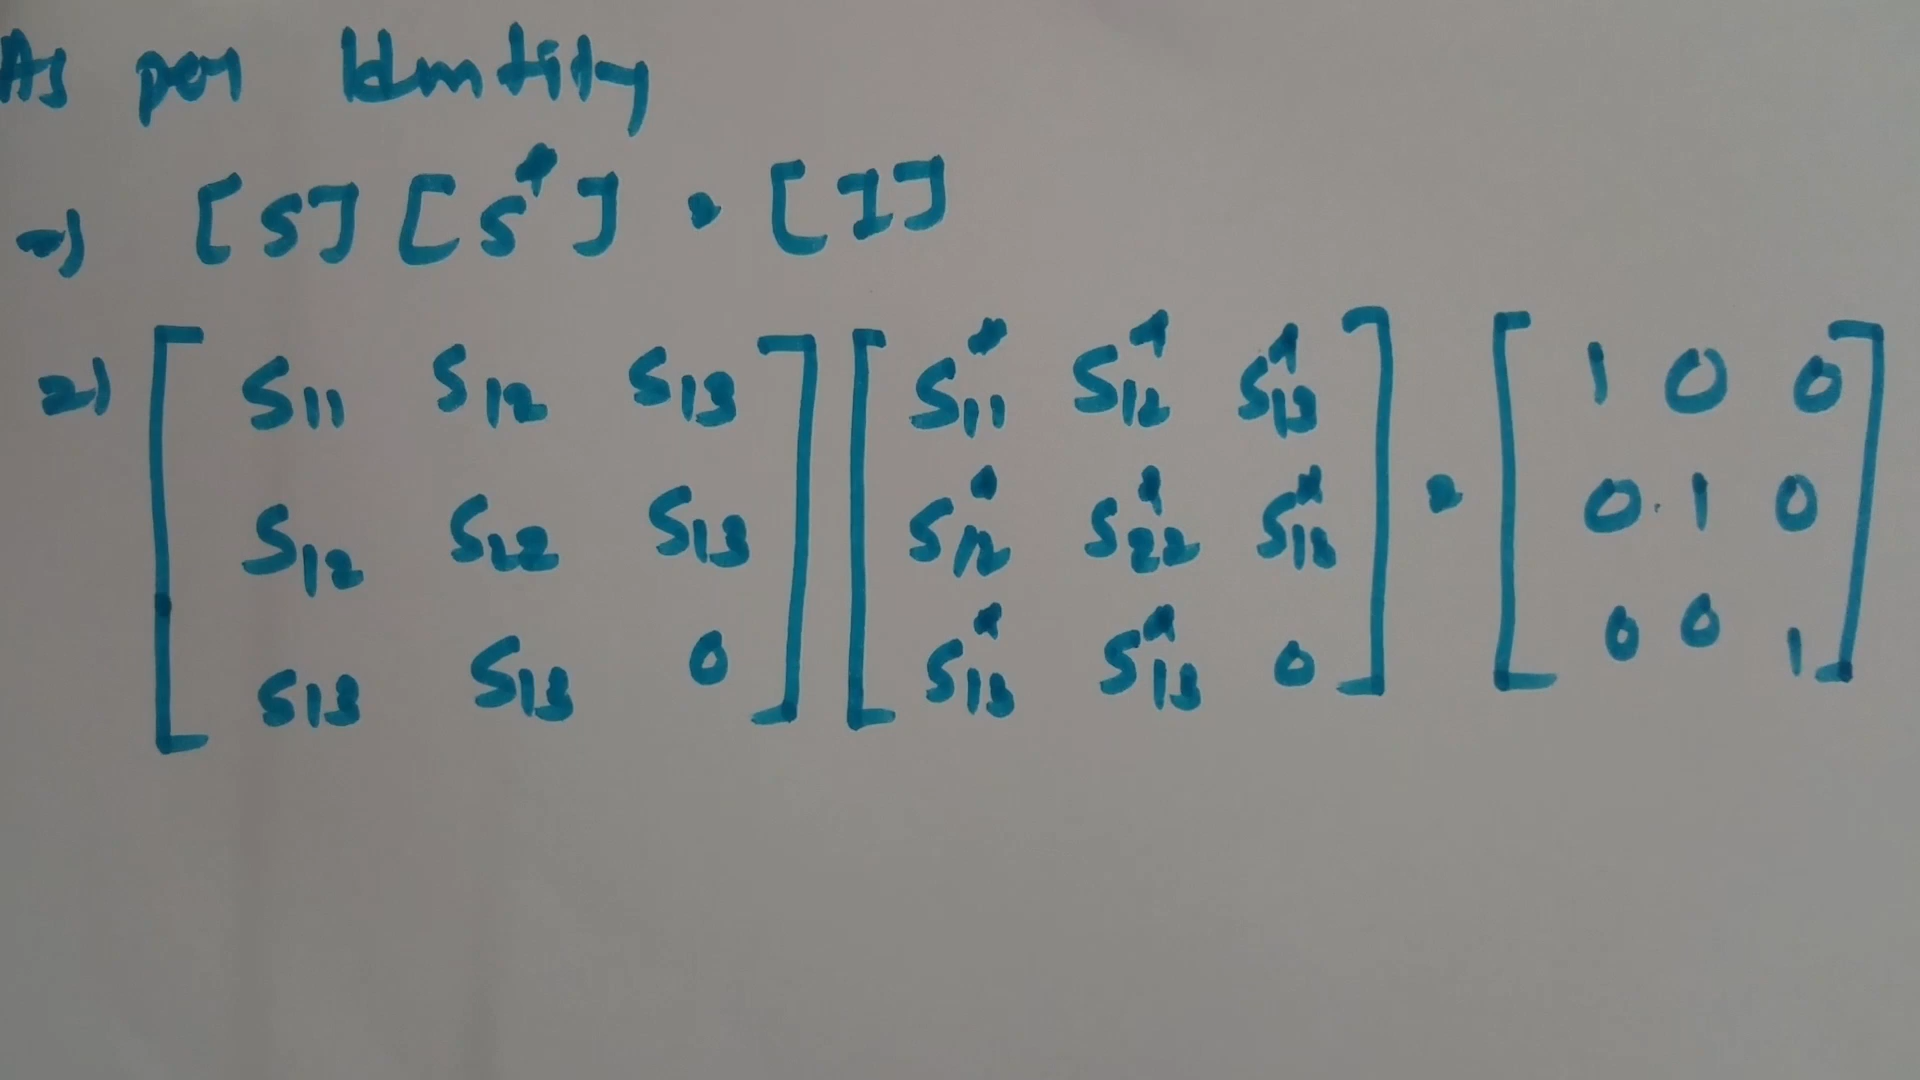 As per Identity
⇒ [S] [S*] = [I]
⇒ [ S11 S12 S13 ] [ S11* S12* S13* ] = [ 1 0 0 ]
[ S12 S22 S13 ] [ S12* S22* S13* ] [ 0 1 0 ]
[ S13 S13 0 ] [ S13* S13* 0 ] [ 0 0 1 ]